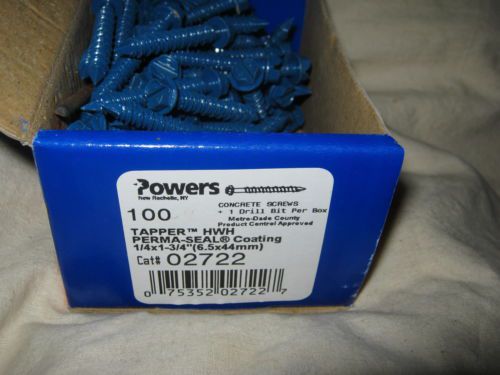 Powers
New Rochelle, NY
CONCRETE SCREWS
100
+ 1 Drill Bit Per Box
Metro-Dade County
Product Control Approved
TAPPER™ HWH
PERMA-SEAL® Coating
1/4x1-3/4"(6.5x44mm)
Cat# 02722
0 75352 02722 7